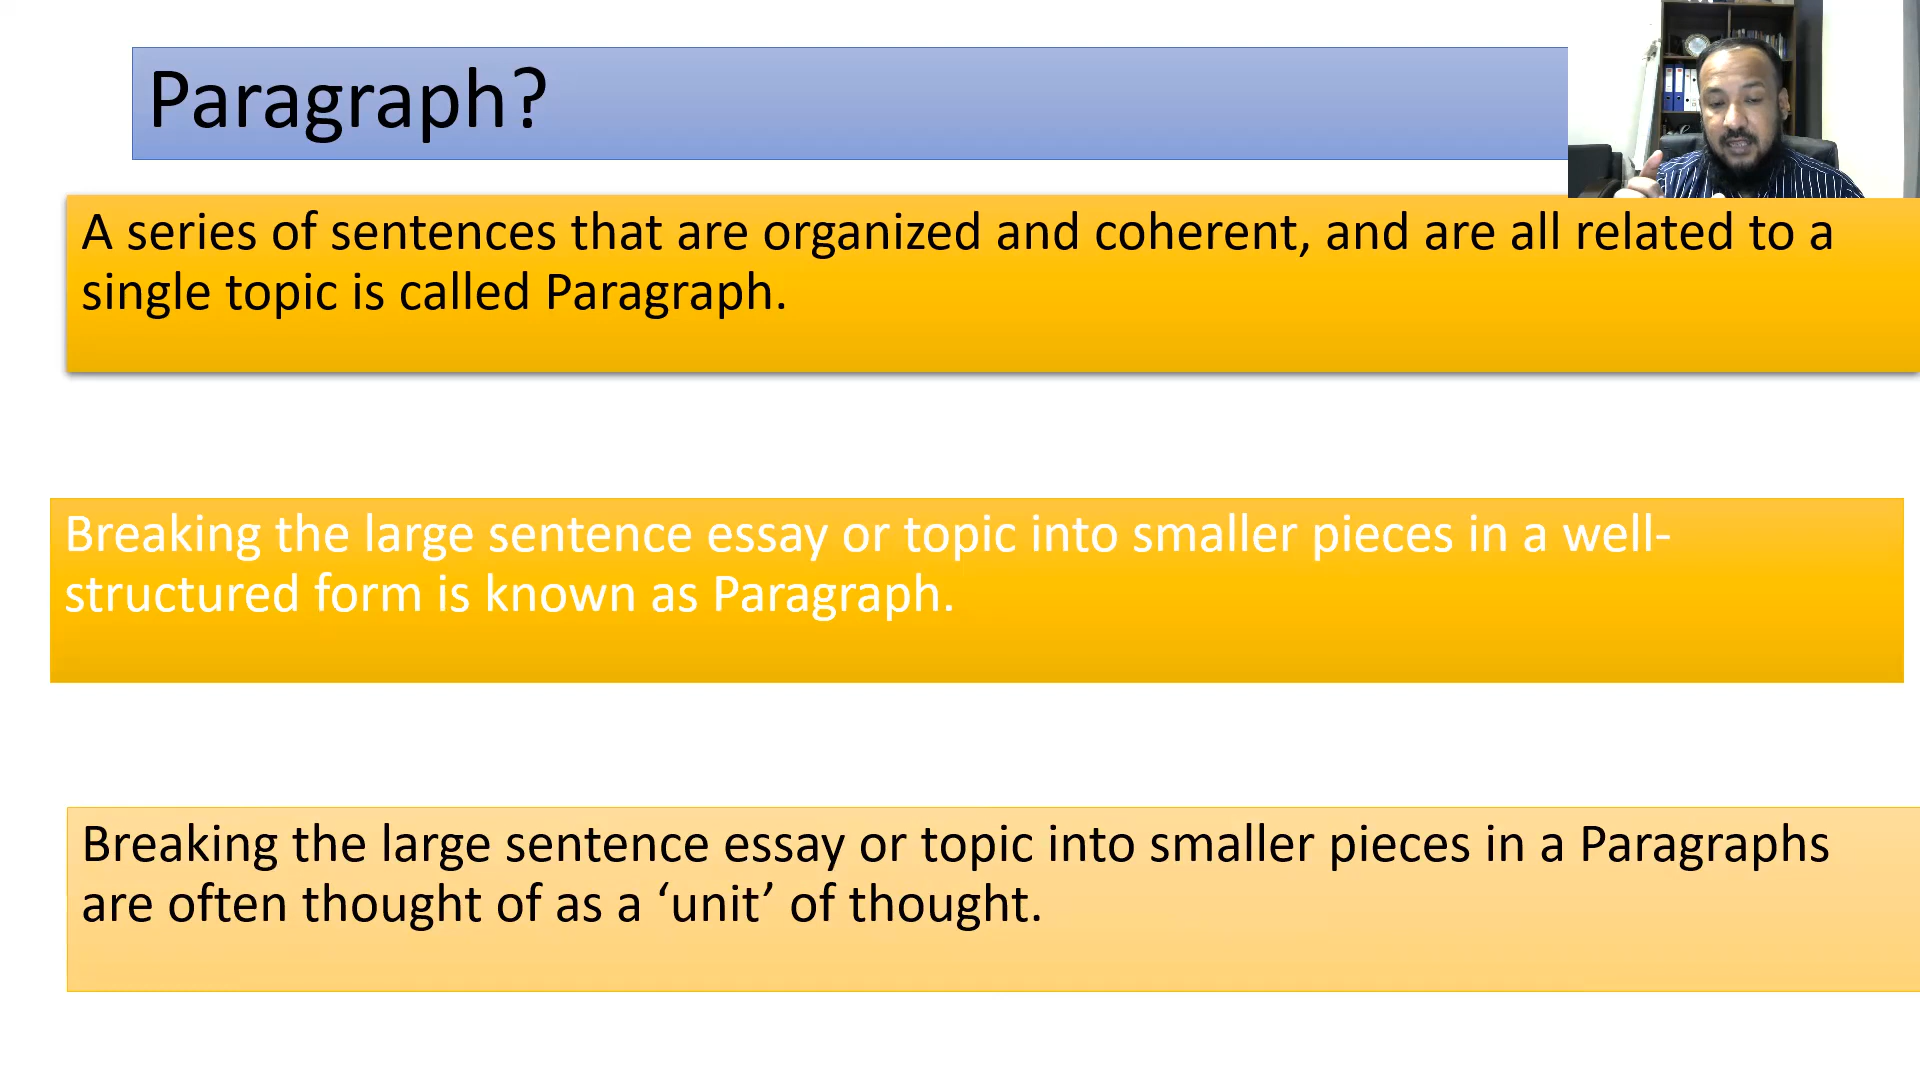 Paragraph?
A series of sentences that are organized and coherent, and are all related to a
single topic is called Paragraph.
Breaking the large sentence essay or topic into smaller pieces in a well-
structured form is known as Paragraph.
Breaking the large sentence essay or topic into smaller pieces in a Paragraphs
are often thought of as a ‘unit’ of thought.